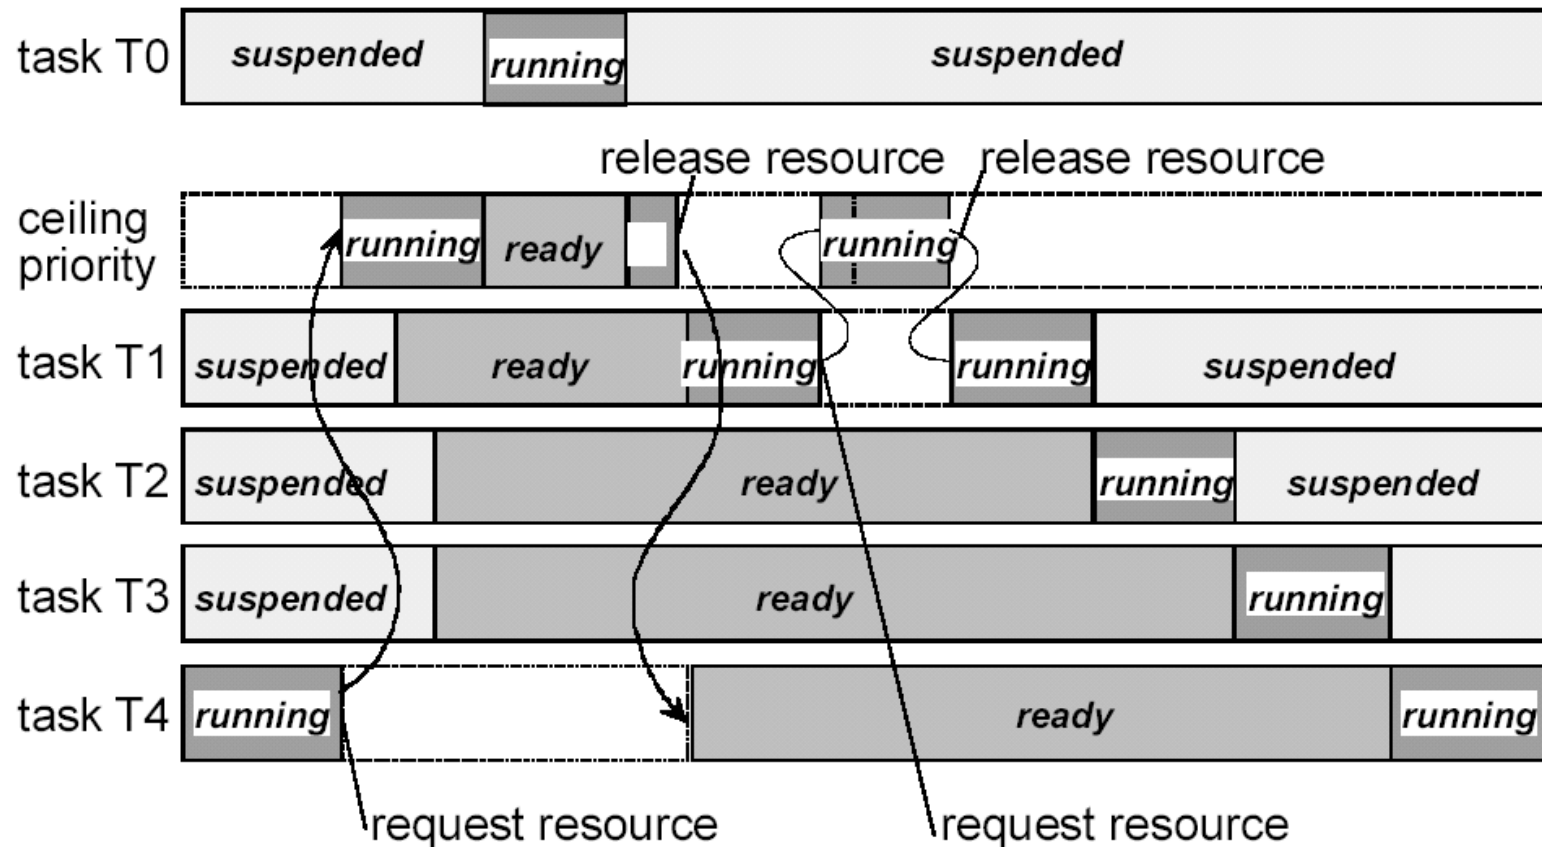 task T0
suspended
running
suspended
release resource
release resource
ceiling
priority
running
ready
running
task T1
suspended
ready
running
running
suspended
task T2
suspended
ready
running
suspended
task T3
suspended
ready
running
task T4
running
ready
running
request resource
request resource